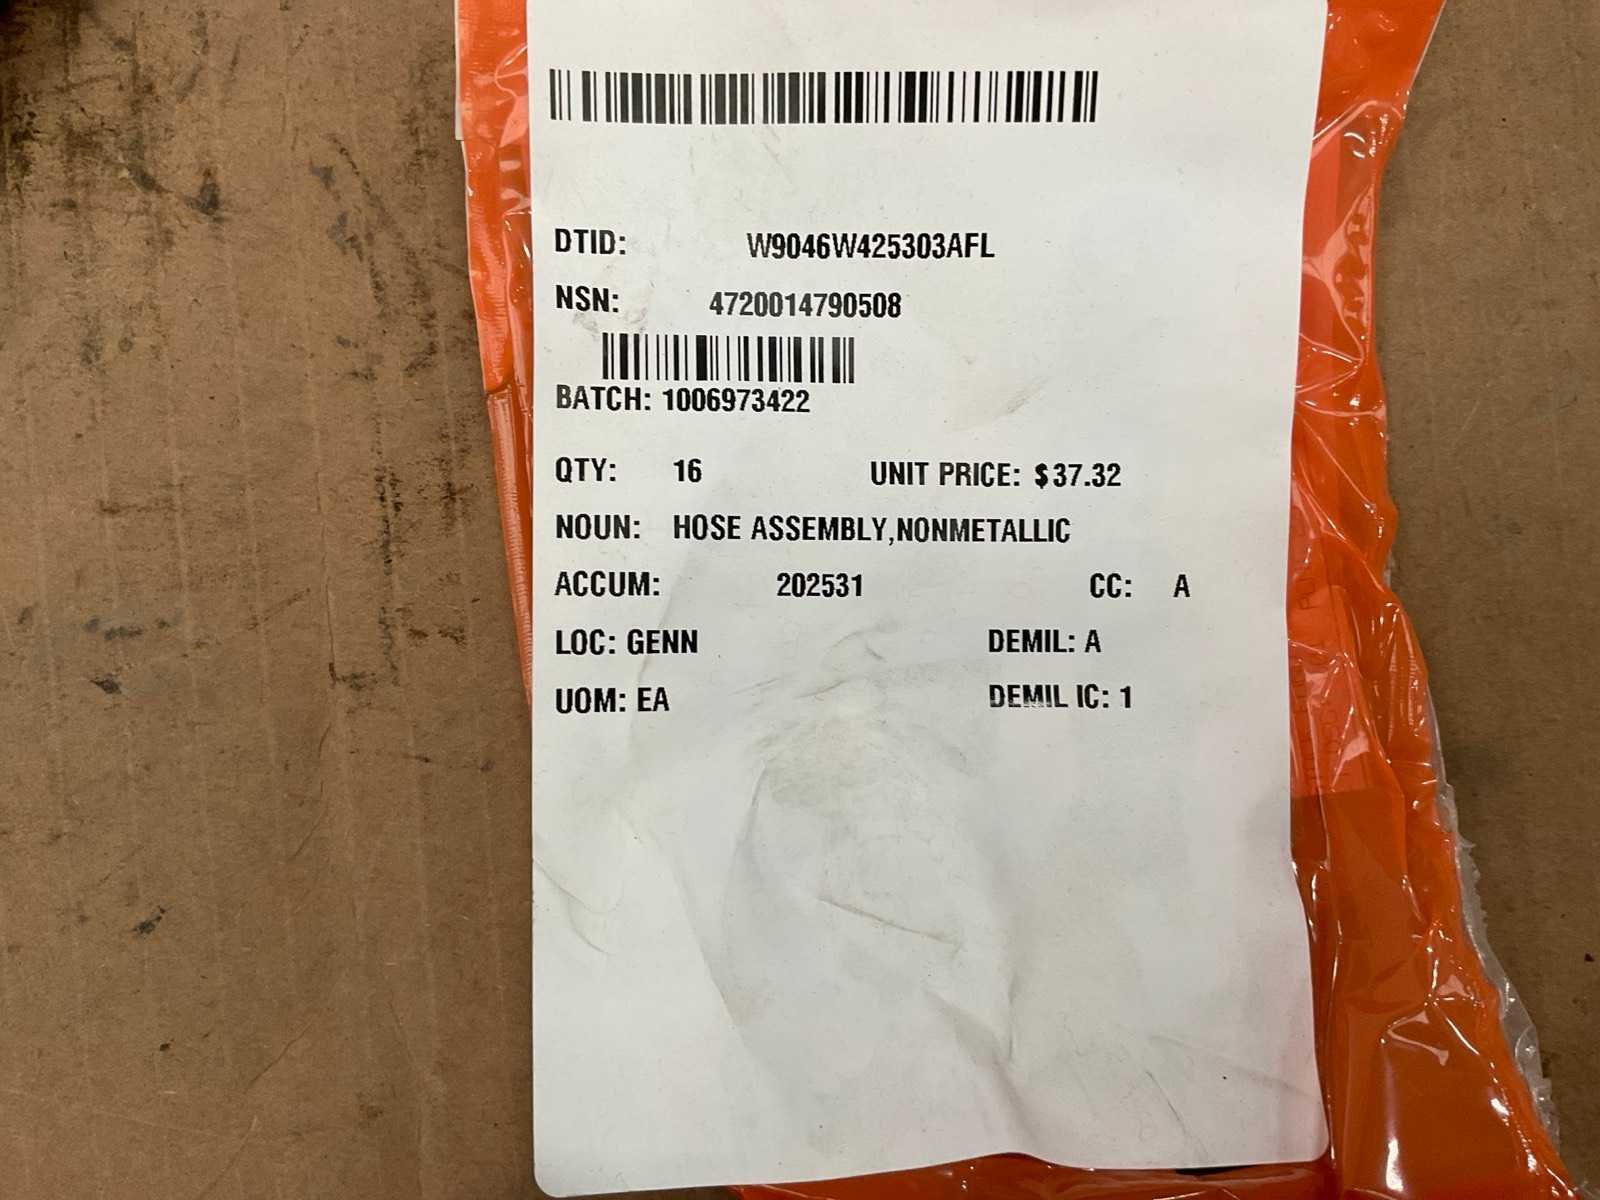 DTID: W9046W425303AFL
NSN: 4720014790508
BATCH: 1006973422
QTY: 16 UNIT PRICE: $37.32
NOUN: HOSE ASSEMBLY,NONMETALLIC
ACCUM: 202531 CC: A
LOC: GENN DEMIL: A
UOM: EA DEMIL IC: 1